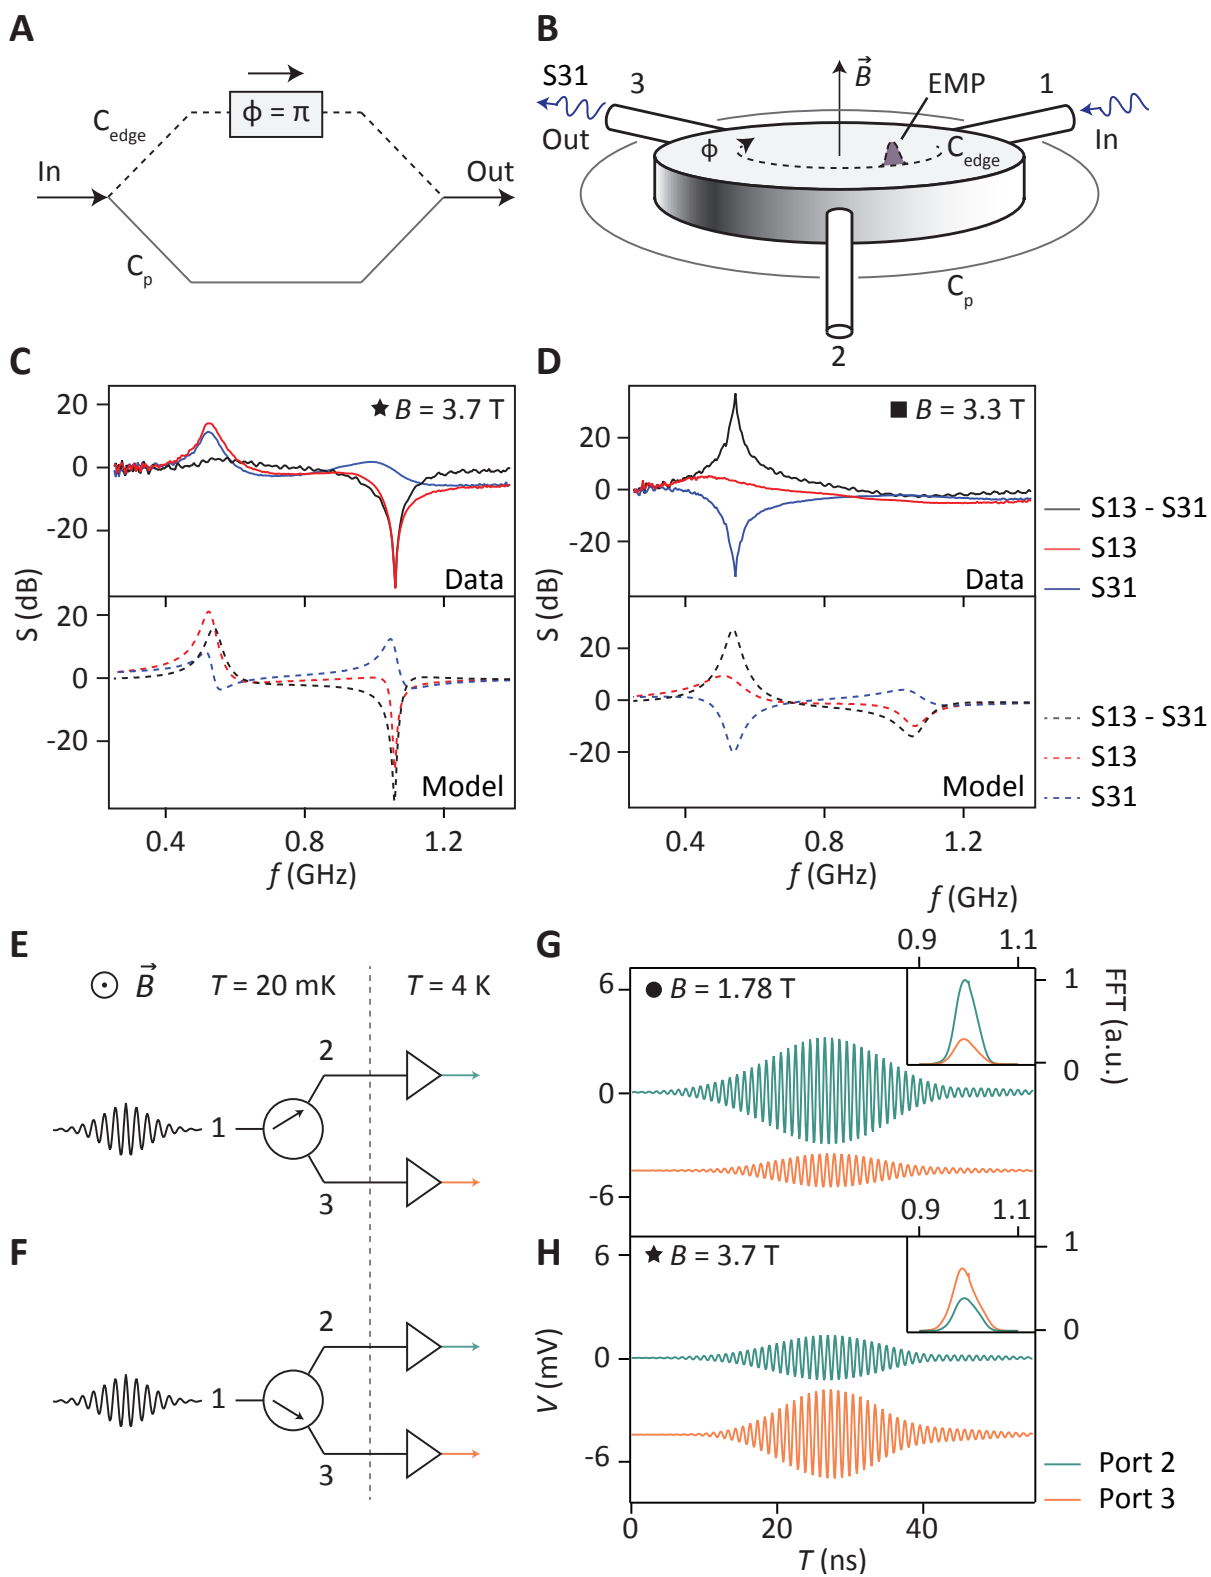 A
C_edge
ϕ = π
In
Out
C_p
B
S31
3
B⃗
EMP
1
Out
ϕ
C_edge
In
C_p
2
C
20
0
-20
★ B = 3.7 T
Data
S (dB)
20
0
-20
Model
0.4
0.8
1.2
f (GHz)
D
20
0
-20
■ B = 3.3 T
Data
S (dB)
20
0
-20
Model
0.4
0.8
1.2
f (GHz)
S13 - S31
S13
S31
S13 - S31
S13
S31
E
B⃗
T = 20 mK
T = 4 K
2
1
3
F
2
1
3
G
6
0
-6
● B = 1.78 T
f (GHz)
0.9
1.1
1
0
FFT (a.u.)
H
6
0
-6
★ B = 3.7 T
0.9
1.1
1
0
V (mV)
0
20
40
T (ns)
Port 2
Port 3